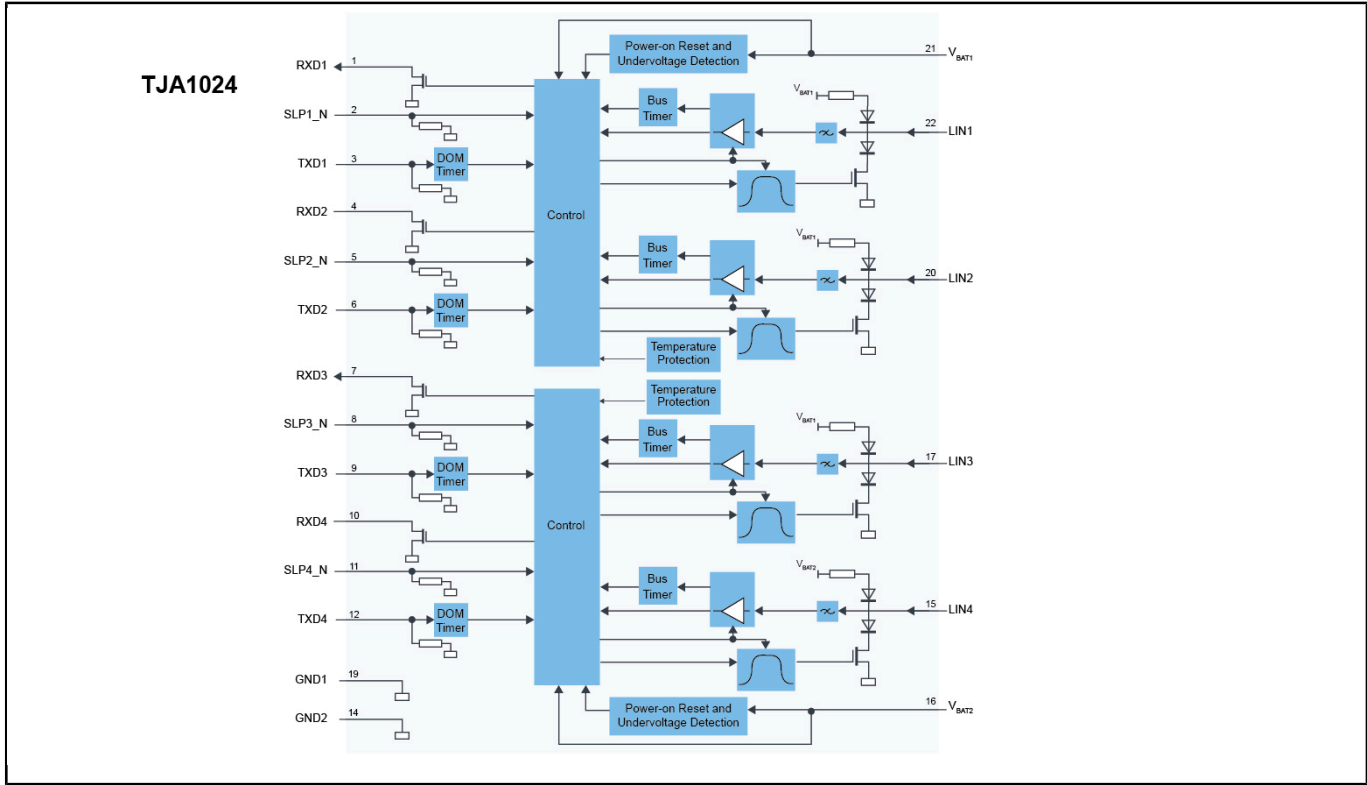 TJA1024
RXD1
1
SLP1_N
2
TXD1
3
DOM
Timer
RXD2
4
SLP2_N
5
TXD2
6
DOM
Timer
RXD3
7
SLP3_N
8
TXD3
9
DOM
Timer
RXD4
10
SLP4_N
11
TXD4
12
DOM
Timer
GND1
19
GND2
14
Control
Control
Power-on Reset and
Undervoltage Detection
21
VBAT1
Bus
Timer
VBAT1
22
LIN1
Bus
Timer
VBAT1
20
LIN2
Temperature
Protection
Temperature
Protection
Bus
Timer
VBAT1
17
LIN3
Bus
Timer
VBAT2
15
LIN4
Power-on Reset and
Undervoltage Detection
16
VBAT2